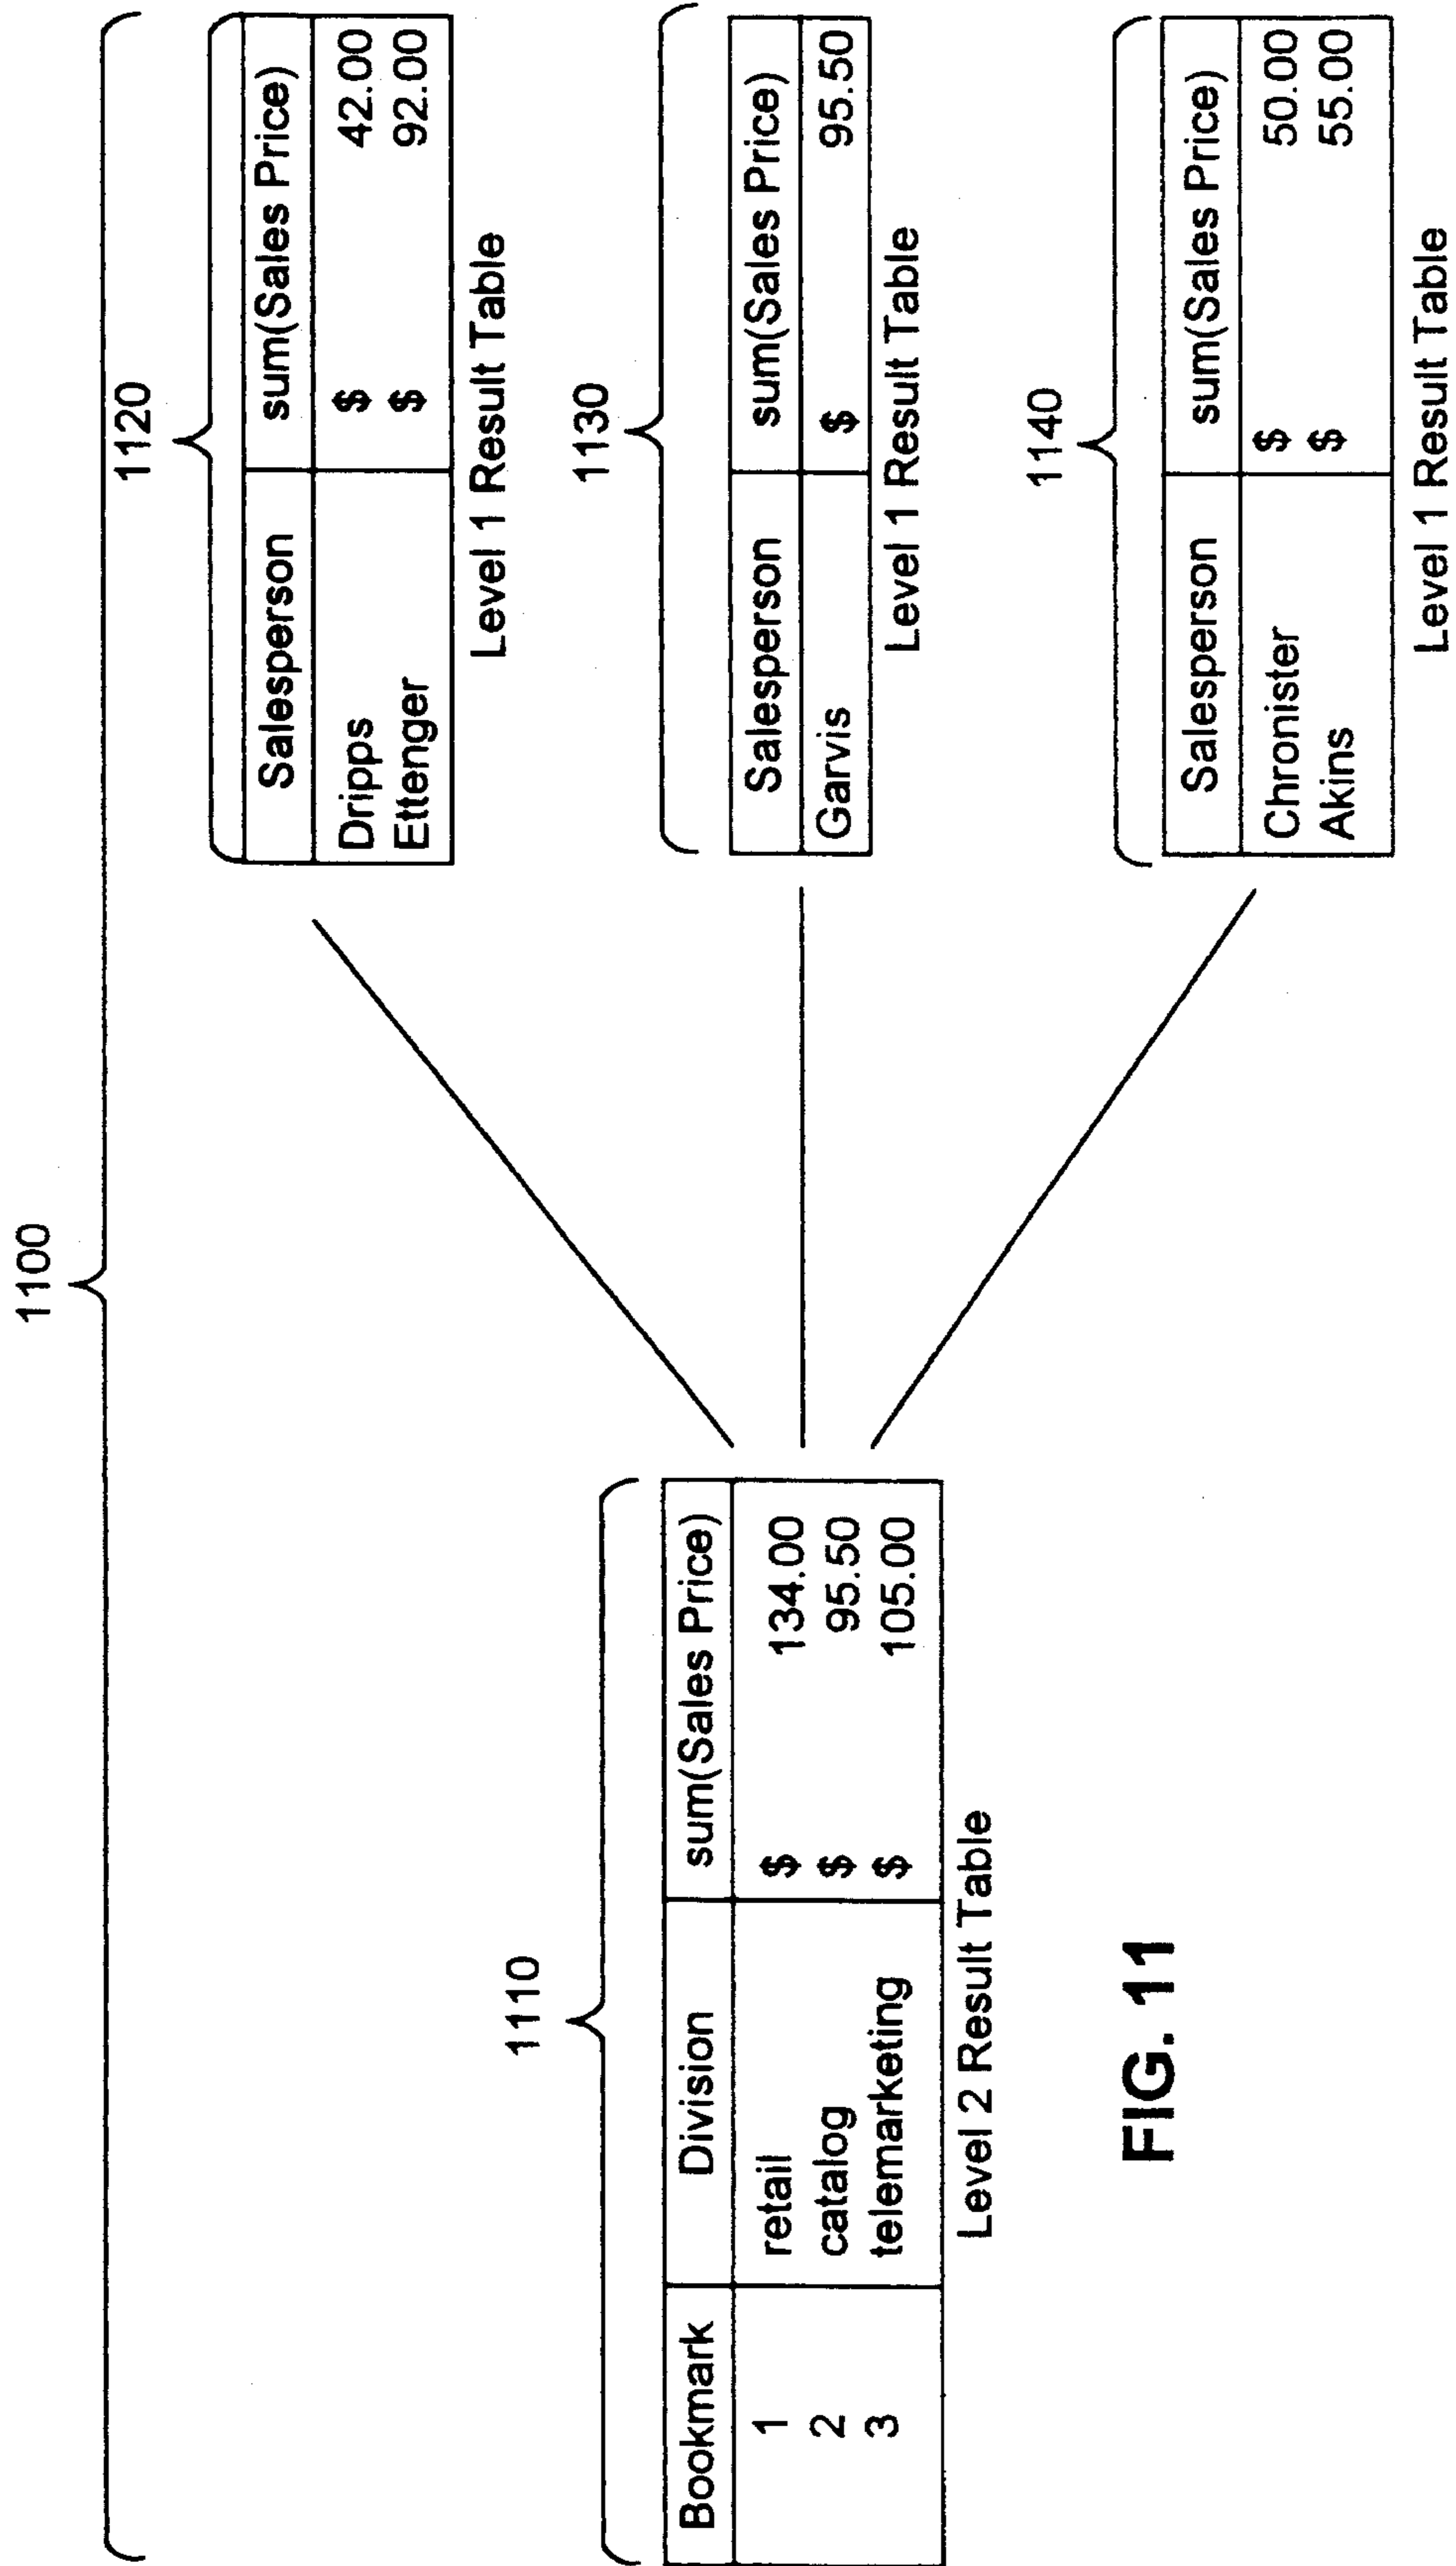 1100
1110
Bookmark Division sum(Sales Price)
1 retail $ 134.00
2 catalog $ 95.50
3 telemarketing $ 105.00
Level 2 Result Table
1120
Salesperson sum(Sales Price)
Dripps $ 42.00
Ettenger $ 92.00
Level 1 Result Table
1130
Salesperson sum(Sales Price)
Garvis $ 95.50
Level 1 Result Table
1140
Salesperson sum(Sales Price)
Chronister $ 50.00
Akins $ 55.00
Level 1 Result Table
FIG. 11